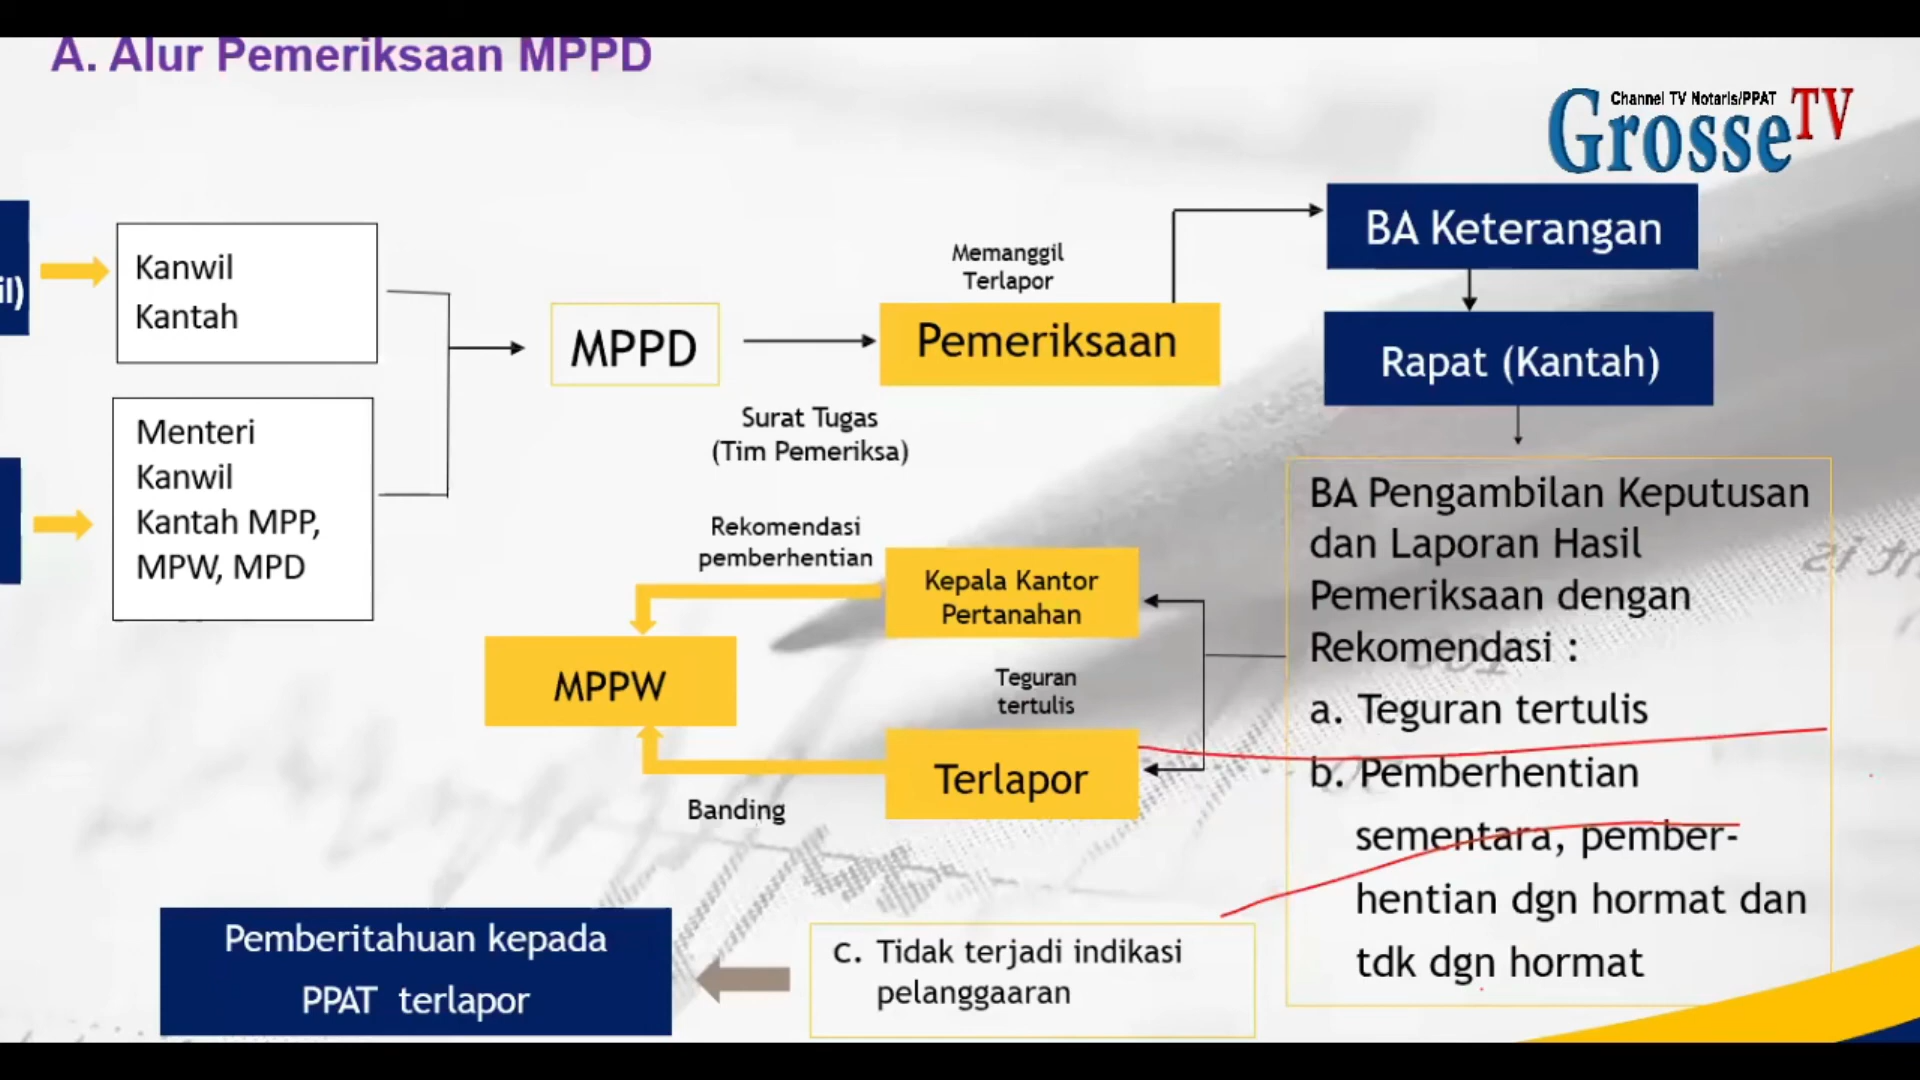 A. Alur Pemeriksaan MPPD
Channel TV Notaris/PPAT
Grosse TV
il)
Kanwil
Kantah
Menteri
Kanwil
Kantah MPP,
MPW, MPD
MPPD
Surat Tugas
(Tim Pemeriksa)
Memanggil
Terlapor
Pemeriksaan
BA Keterangan
Rapat (Kantah)
BA Pengambilan Keputusan
dan Laporan Hasil
Pemeriksaan dengan
Rekomendasi :
a. Teguran tertulis
b. Pemberhentian
sementara, pember-
hentian dgn hormat dan
tdk dgn hormat
Rekomendasi
pemberhentian
Kepala Kantor
Pertanahan
MPPW
Teguran
tertulis
Terlapor
Banding
c. Tidak terjadi indikasi
pelanggaaran
Pemberitahuan kepada
PPAT terlapor